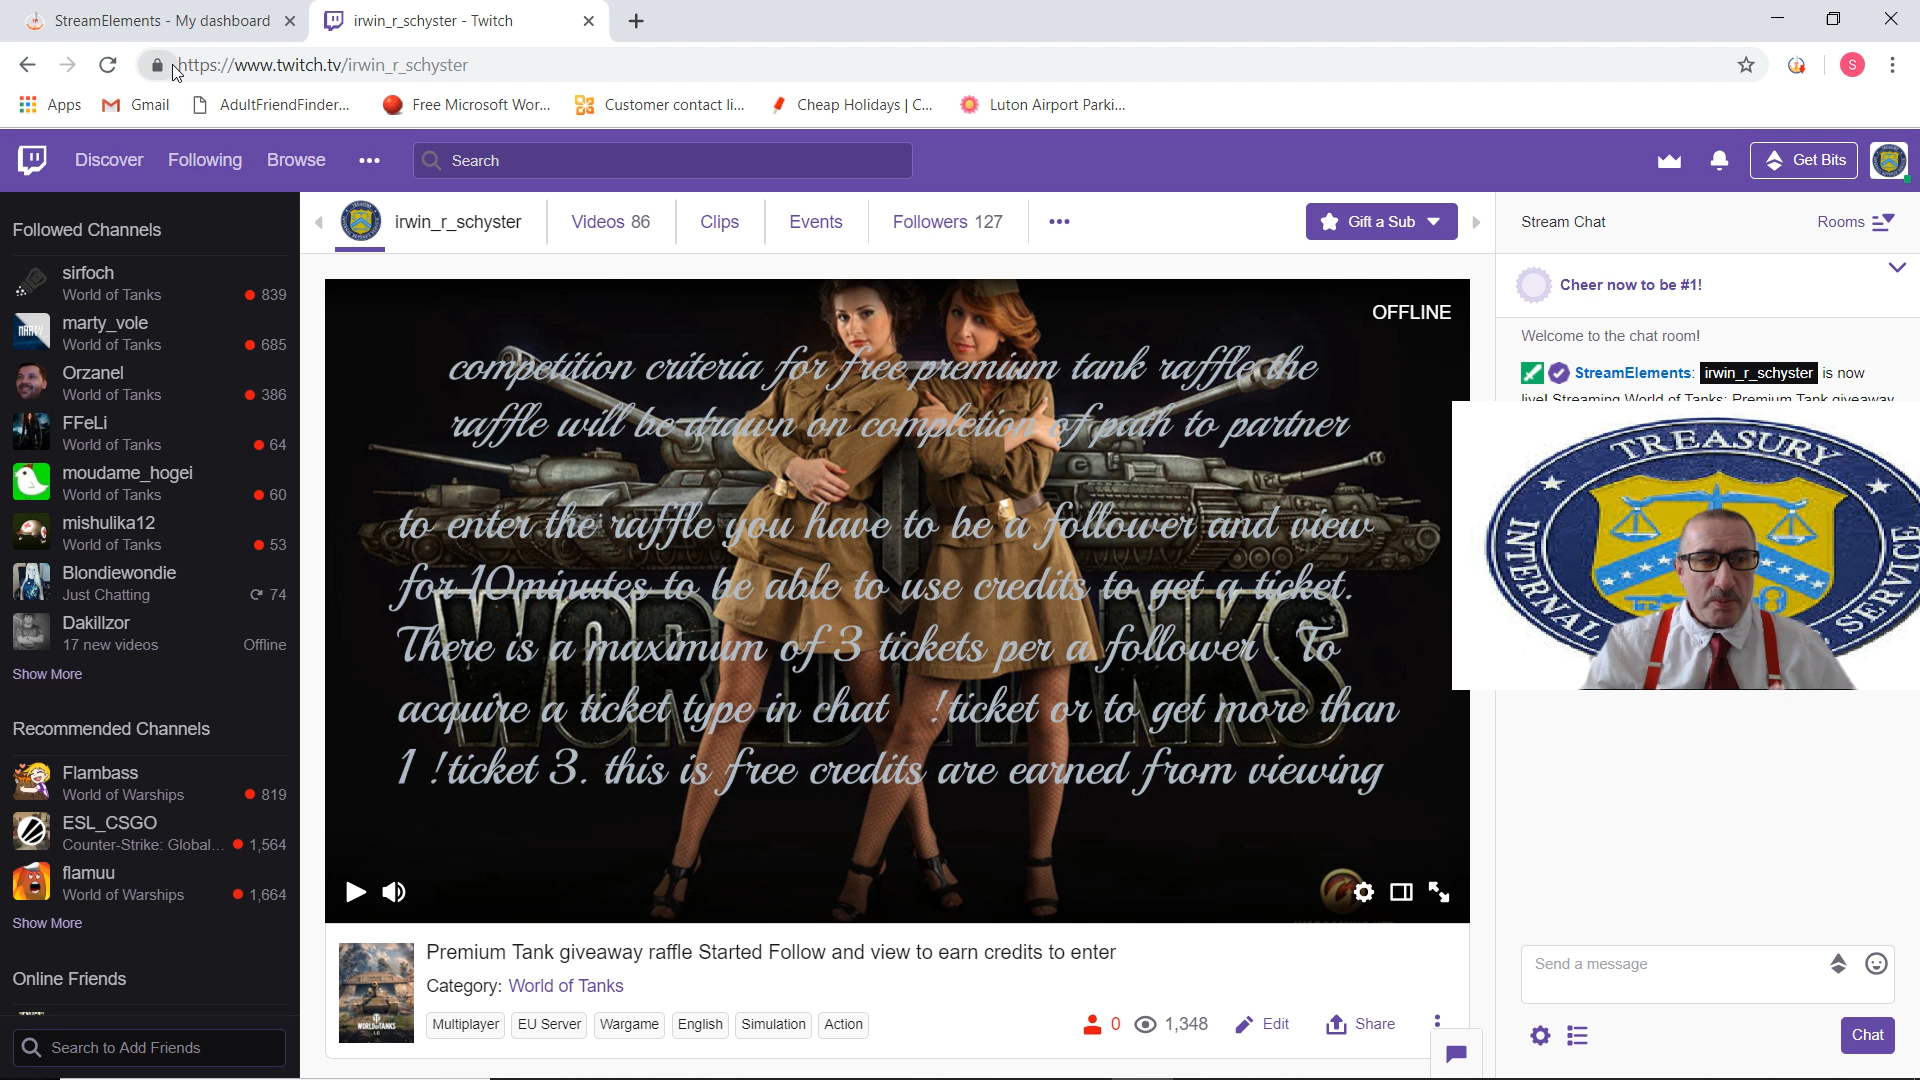 StreamElements - My dashboard
irwin_r_schyster - Twitch
https://www.twitch.tv/irwin_r_schyster
S
Apps
Gmail
AdultFriendFinder...
Free Microsoft Wor...
Customer contact li...
Cheap Holidays | C...
Luton Airport Parki...
Discover
Following
Browse
Search
Get Bits
Followed Channels
sirfoch
World of Tanks
839
marty_vole
World of Tanks
685
Orzanel
World of Tanks
386
FFeLi
World of Tanks
64
moudame_hogei
World of Tanks
60
mishulika12
World of Tanks
53
Blondiewondie
Just Chatting
74
Dakillzor
17 new videos
Offline
Show More
Recommended Channels
Flambass
World of Warships
819
ESL_CSGO
Counter-Strike: Global...
1,564
flamuu
World of Warships
1,664
Show More
Online Friends
Search to Add Friends
irwin_r_schyster
Videos 86
Clips
Events
Followers 127
Gift a Sub
OFFLINE
competition criteria for free premium tank raffle the
raffle will be drawn on completion of path to partner
to enter the raffle you have to be a follower and view
for 10minutes to be able to use credits to get a ticket.
There is a maximum of 3 tickets per a follower . To
acquire a ticket type in chat !ticket or to get more than
1 !ticket 3. this is free credits are earned from viewing
WORLD TANKS
Premium Tank giveaway raffle Started Follow and view to earn credits to enter
Category: World of Tanks
Multiplayer
EU Server
Wargame
English
Simulation
Action
0
1,348
Edit
Share
Stream Chat
Rooms
Cheer now to be #1!
Welcome to the chat room!
StreamElements: irwin_r_schyster is now
live! Streaming World of Tanks: Premium Tank giveaway
TREASURY
INTERNAL
SERVICE
Send a message
Chat